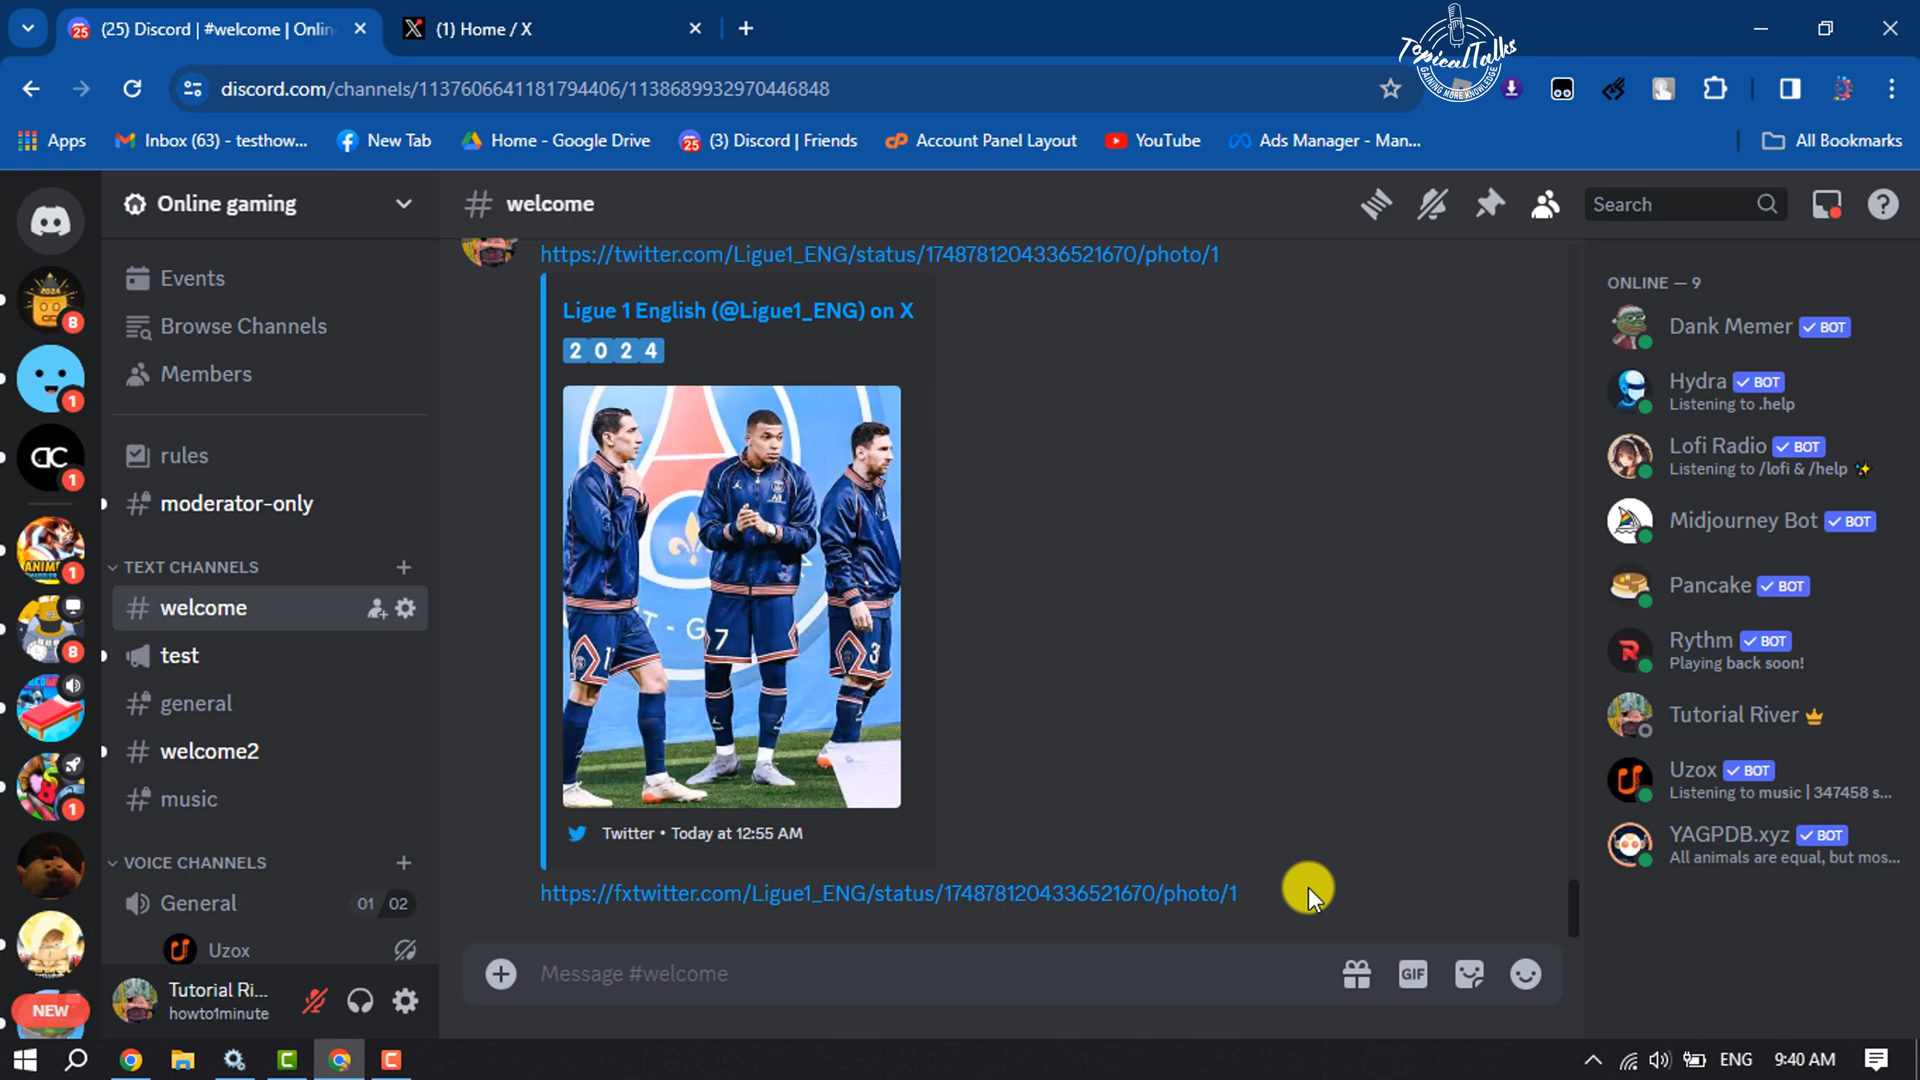 (25) Discord | #welcome | Onlin
(1) Home / X
TopicalTalks
GAINING MORE KNOWLEDGE
discord.com/channels/1137606641181794406/1138689932970446848
Apps
Inbox (63) - testhow...
New Tab
Home - Google Drive
(3) Discord | Friends
Account Panel Layout
YouTube
Ads Manager - Man...
All Bookmarks
Online gaming
welcome
Search
Events
Browse Channels
Members
rules
moderator-only
TEXT CHANNELS
welcome
test
general
welcome2
music
VOICE CHANNELS
General
01 02
Uzox
NEW
Tutorial Ri...
howto1minute
https://twitter.com/Ligue1_ENG/status/1748781204336521670/photo/1
Ligue 1 English (@Ligue1_ENG) on X
2 0 2 4
7
Twitter • Today at 12:55 AM
https://fxtwitter.com/Ligue1_ENG/status/1748781204336521670/photo/1
Message #welcome
GIF
ONLINE — 9
Dank Memer BOT
Hydra BOT
Listening to .help
Lofi Radio BOT
Listening to /lofi & /help
Midjourney Bot BOT
Pancake BOT
Rythm BOT
Playing back soon!
Tutorial River
Uzox BOT
Listening to music | 347458 s...
YAGPDB.xyz BOT
All animals are equal, but mos...
ENG
9:40 AM